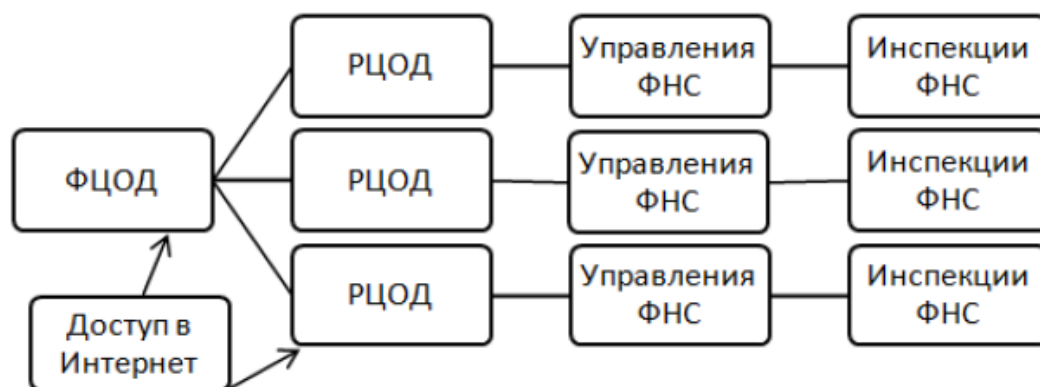 РЦОД
Управления
ФНС
Инспекции
ФНС
ФЦОД
РЦОД
Управления
ФНС
Инспекции
ФНС
РЦОД
Управления
ФНС
Инспекции
ФНС
Доступ в
Интернет